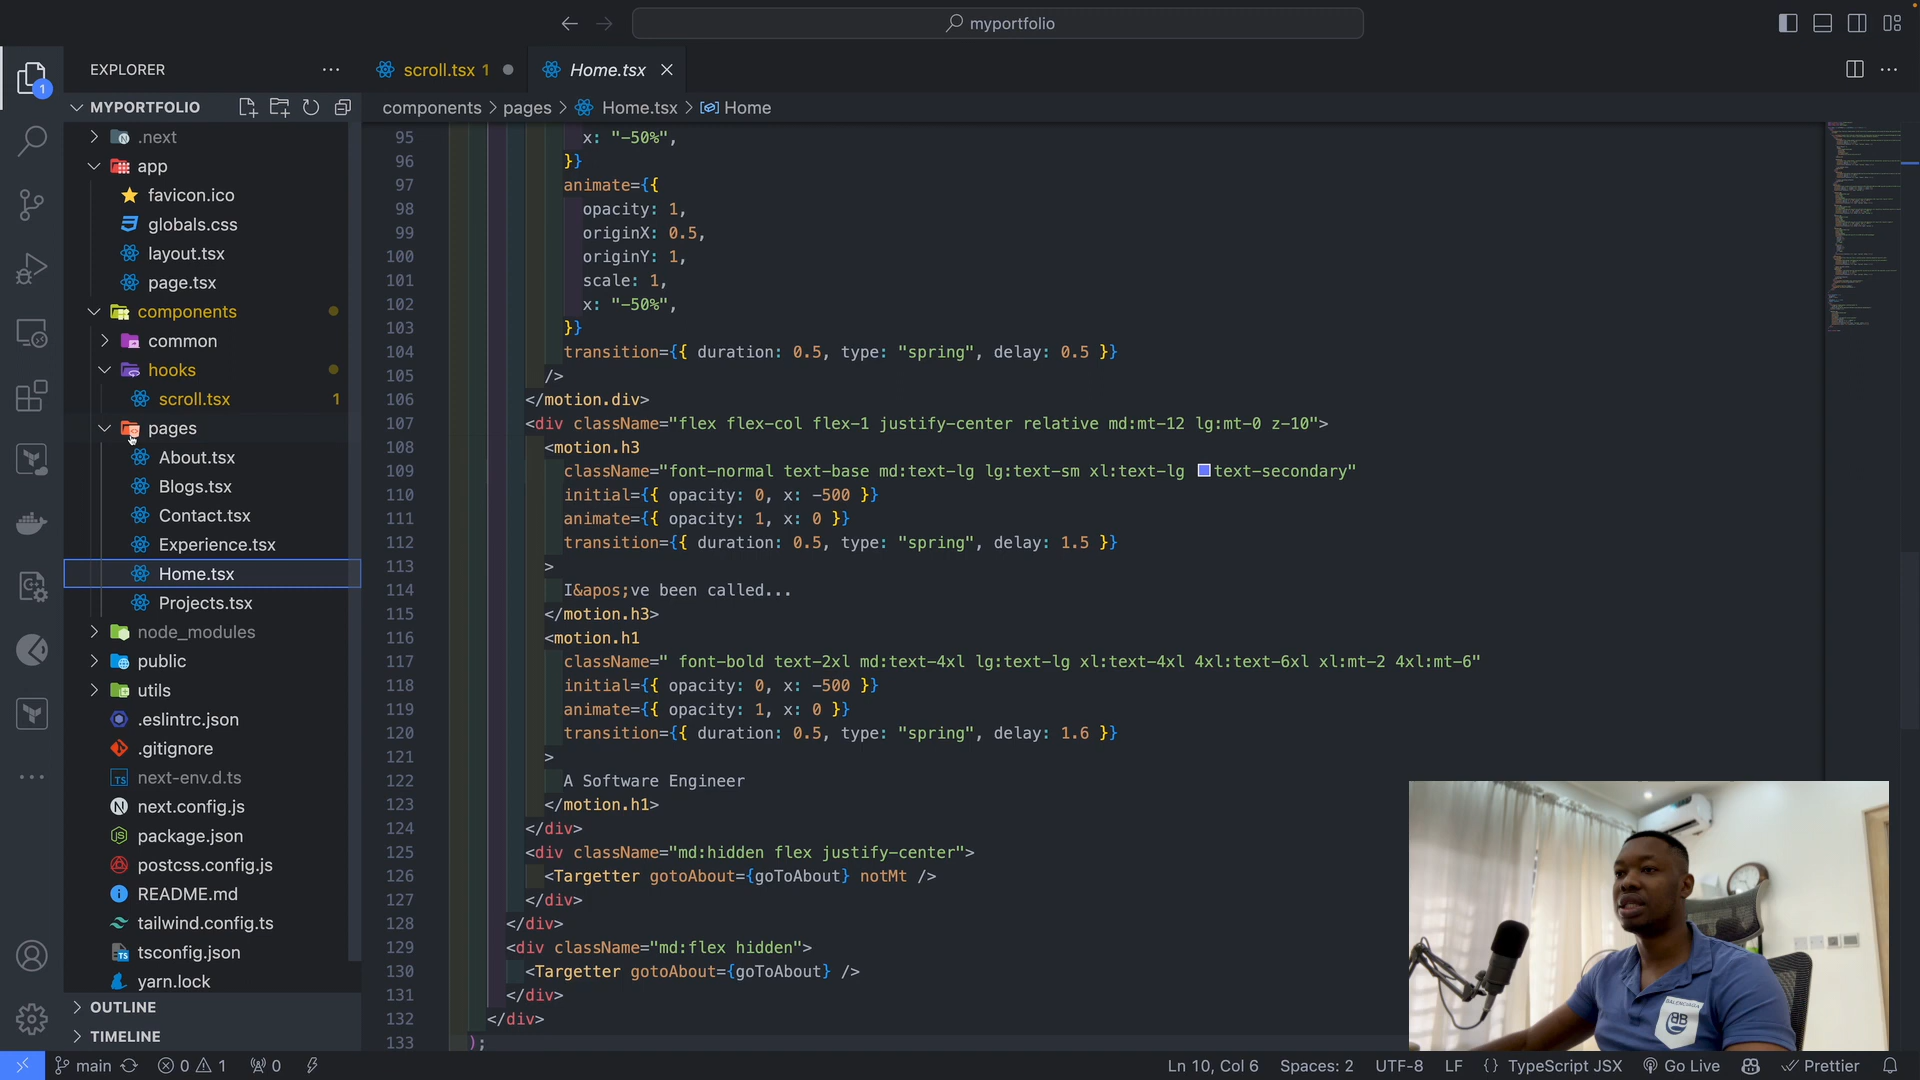 myportfolio
EXPLORER
scroll.tsx 1
Home.tsx
MYPORTFOLIO
components > pages > Home.tsx > Home
.next
app
favicon.ico
globals.css
layout.tsx
page.tsx
components
common
hooks
scroll.tsx 1
pages
About.tsx
Blogs.tsx
Contact.tsx
Experience.tsx
Home.tsx
Projects.tsx
node_modules
public
utils
.eslintrc.json
.gitignore
next-env.d.ts
next.config.js
package.json
postcss.config.js
README.md
tailwind.config.ts
tsconfig.json
yarn.lock
OUTLINE
TIMELINE
95 x: "-50%",
96 }}
97 animate={{
98 opacity: 1,
99 originX: 0.5,
100 originY: 1,
101 scale: 1,
102 x: "-50%",
103 }}
104 transition={{ duration: 0.5, type: "spring", delay: 0.5 }}
105 />
106 </motion.div>
107 <div className="flex flex-col flex-1 justify-center relative md:mt-12 lg:mt-0 z-10">
108 <motion.h3
109 className="font-normal text-base md:text-lg lg:text-sm xl:text-lg text-secondary"
110 initial={{ opacity: 0, x: -500 }}
111 animate={{ opacity: 1, x: 0 }}
112 transition={{ duration: 0.5, type: "spring", delay: 1.5 }}
113 >
114 I&apos;ve been called...
115 </motion.h3>
116 <motion.h1
117 className=" font-bold text-2xl md:text-4xl lg:text-lg xl:text-4xl 4xl:text-6xl xl:mt-2 4xl:mt-6"
118 initial={{ opacity: 0, x: -500 }}
119 animate={{ opacity: 1, x: 0 }}
120 transition={{ duration: 0.5, type: "spring", delay: 1.6 }}
121 >
122 A Software Engineer
123 </motion.h1>
124 </div>
125 <div className="md:hidden flex justify-center">
126 <Targetter gotoAbout={goToAbout} notMt />
127 </div>
128 </div>
129 <div className="md:flex hidden">
130 <Targetter gotoAbout={goToAbout} />
131 </div>
132 </div>
133 );
1
BALENCIAGA
main 0 1 0
Ln 10, Col 6 Spaces: 2 UTF-8 LF {} TypeScript JSX Go Live Prettier